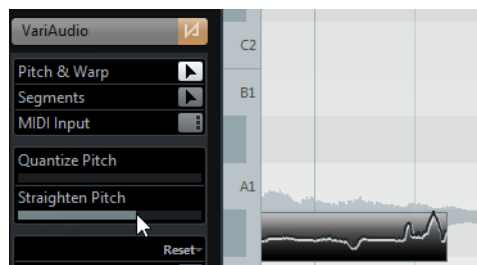 VariAudio
C2
Pitch & Warp
Segments
B1
MIDI Input
Quantize Pitch
Straighten Pitch
A1
Reset